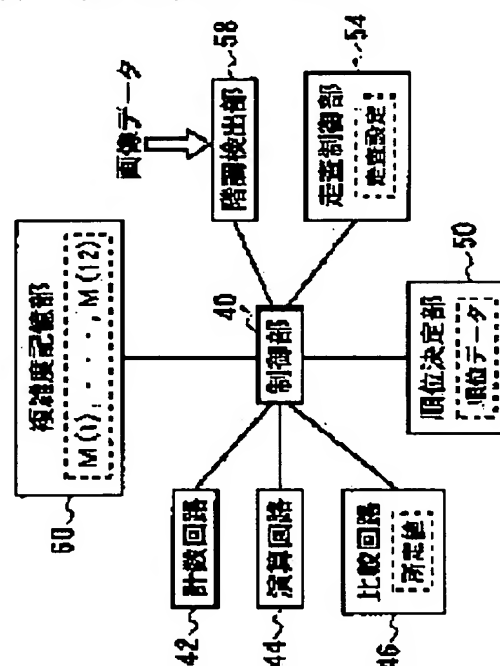 複雑度記憶部
M(1), ・・・, M(12)
60
画像データ
階調検出部
58
走査制御部
走査設定
54
制御部
40'
計数回路
42
演算回路
44
比較回路
所定値
46
順位決定部
順位データ
50